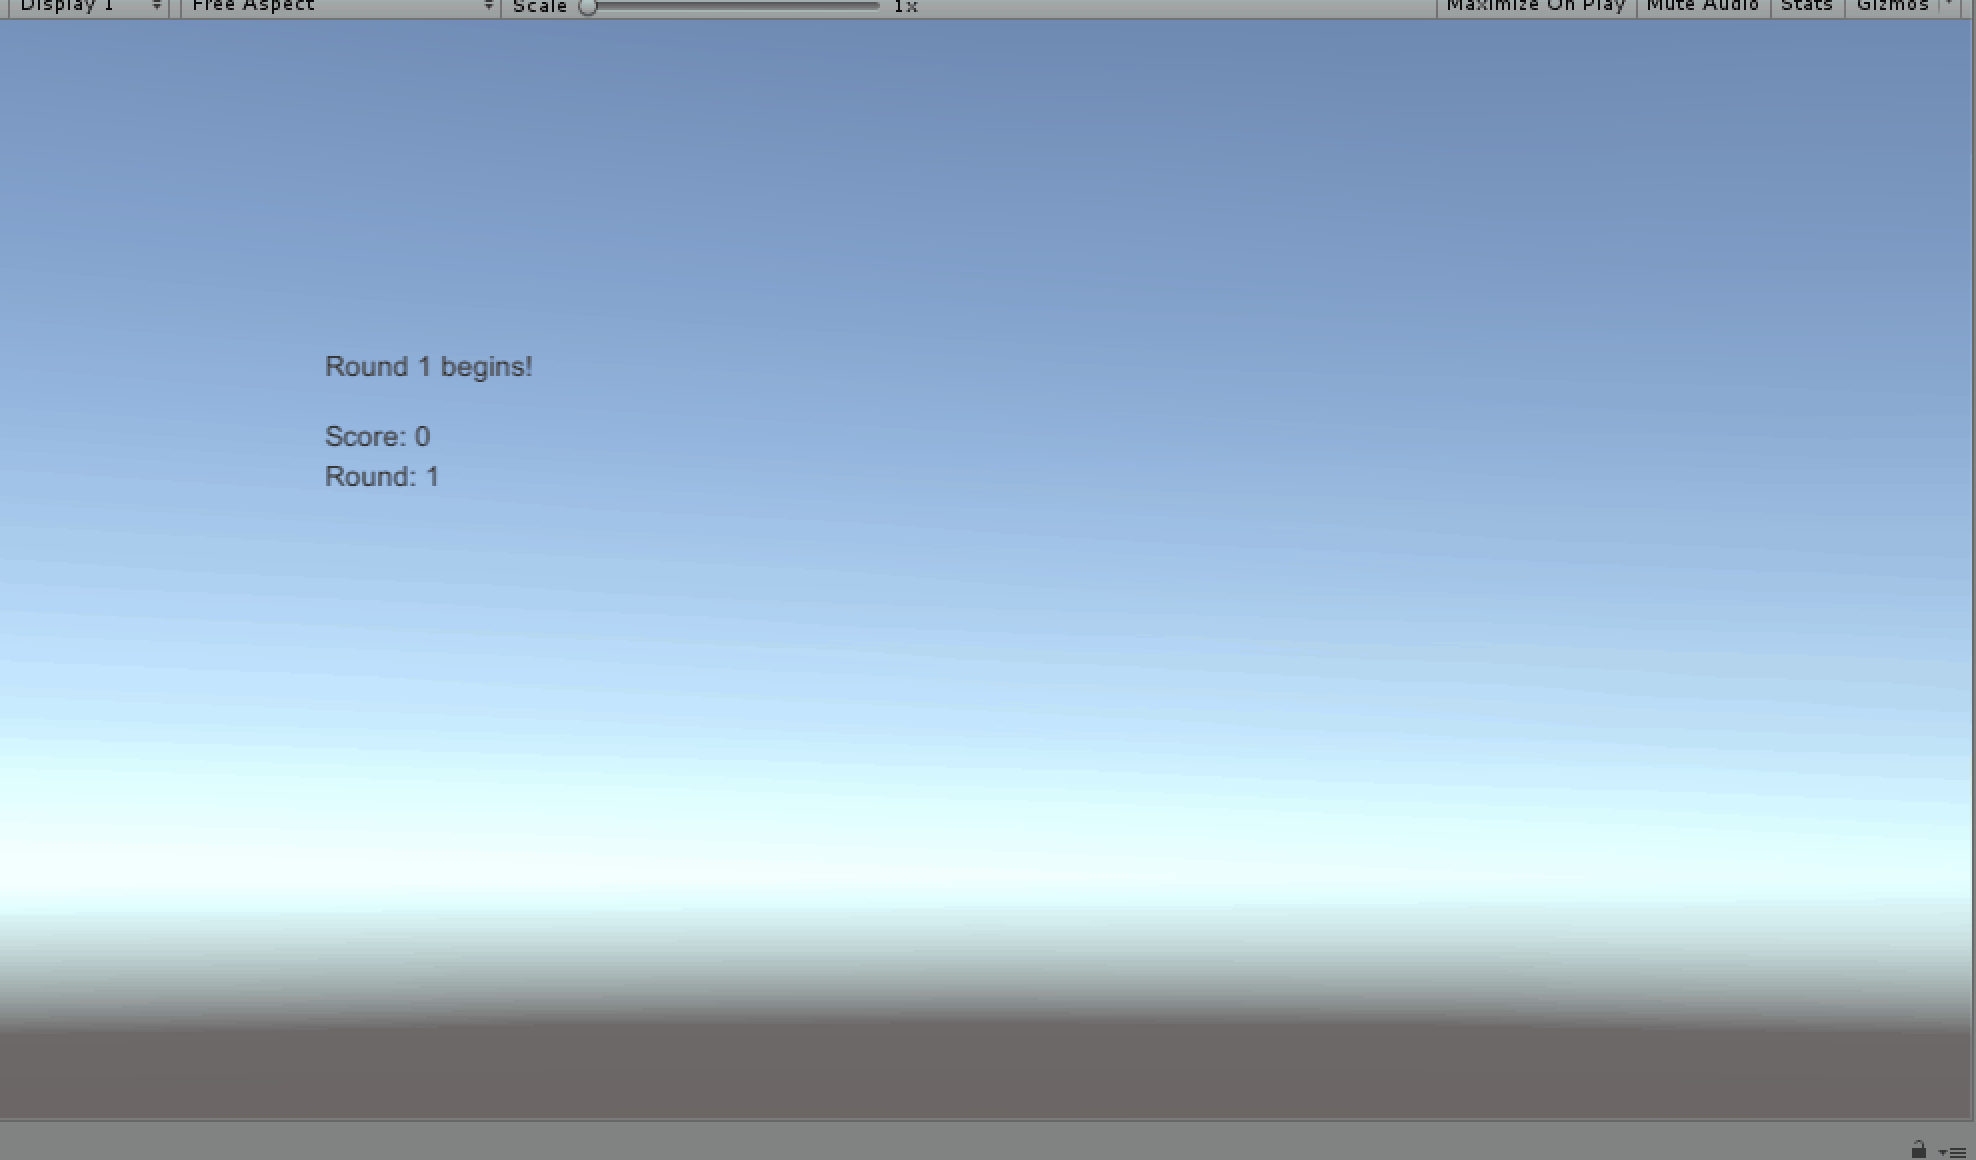 Display 1 Free Aspect Scale 1x Maximize On Play Mute Audio Stats Gizmos
Round 1 begins!
Score: 0
Round: 1